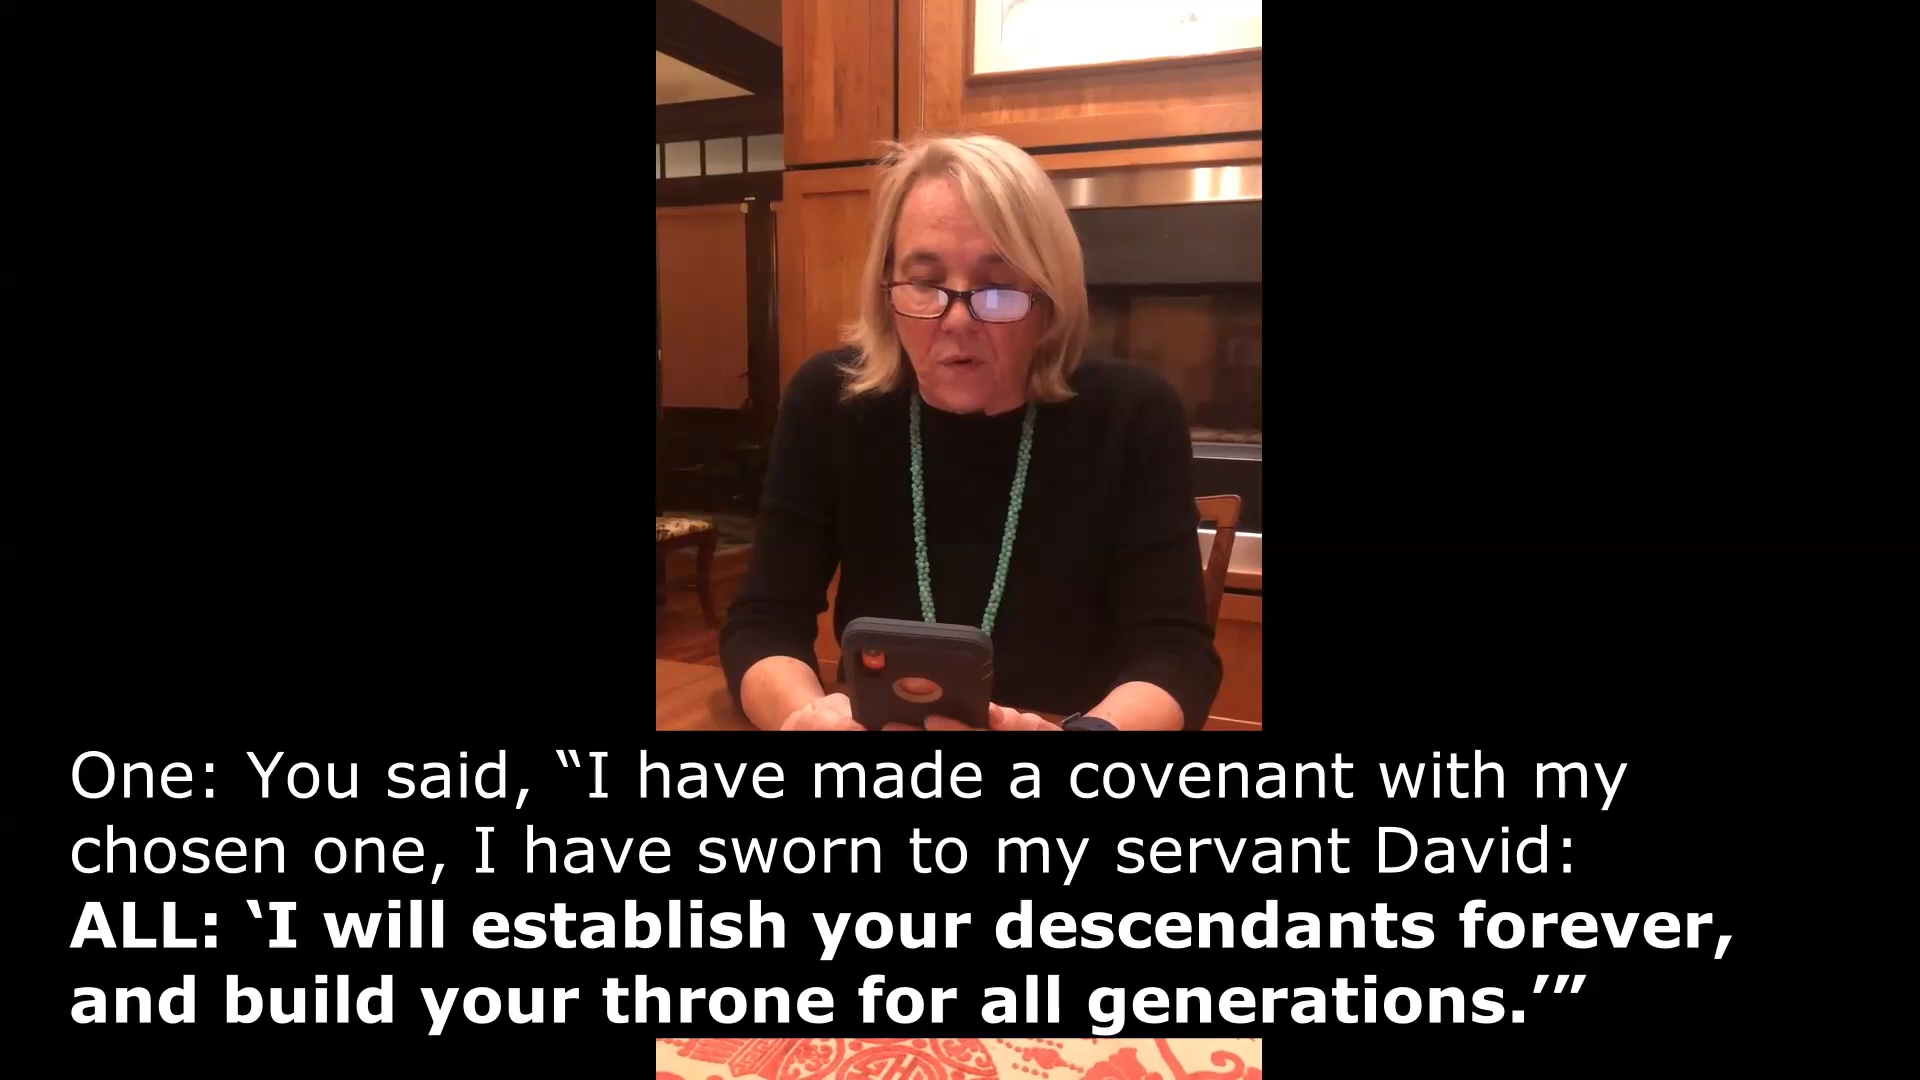 One: You said, “I have made a covenant with my
chosen one, I have sworn to my servant David:
ALL: ‘I will establish your descendants forever,
and build your throne for all generations.’”